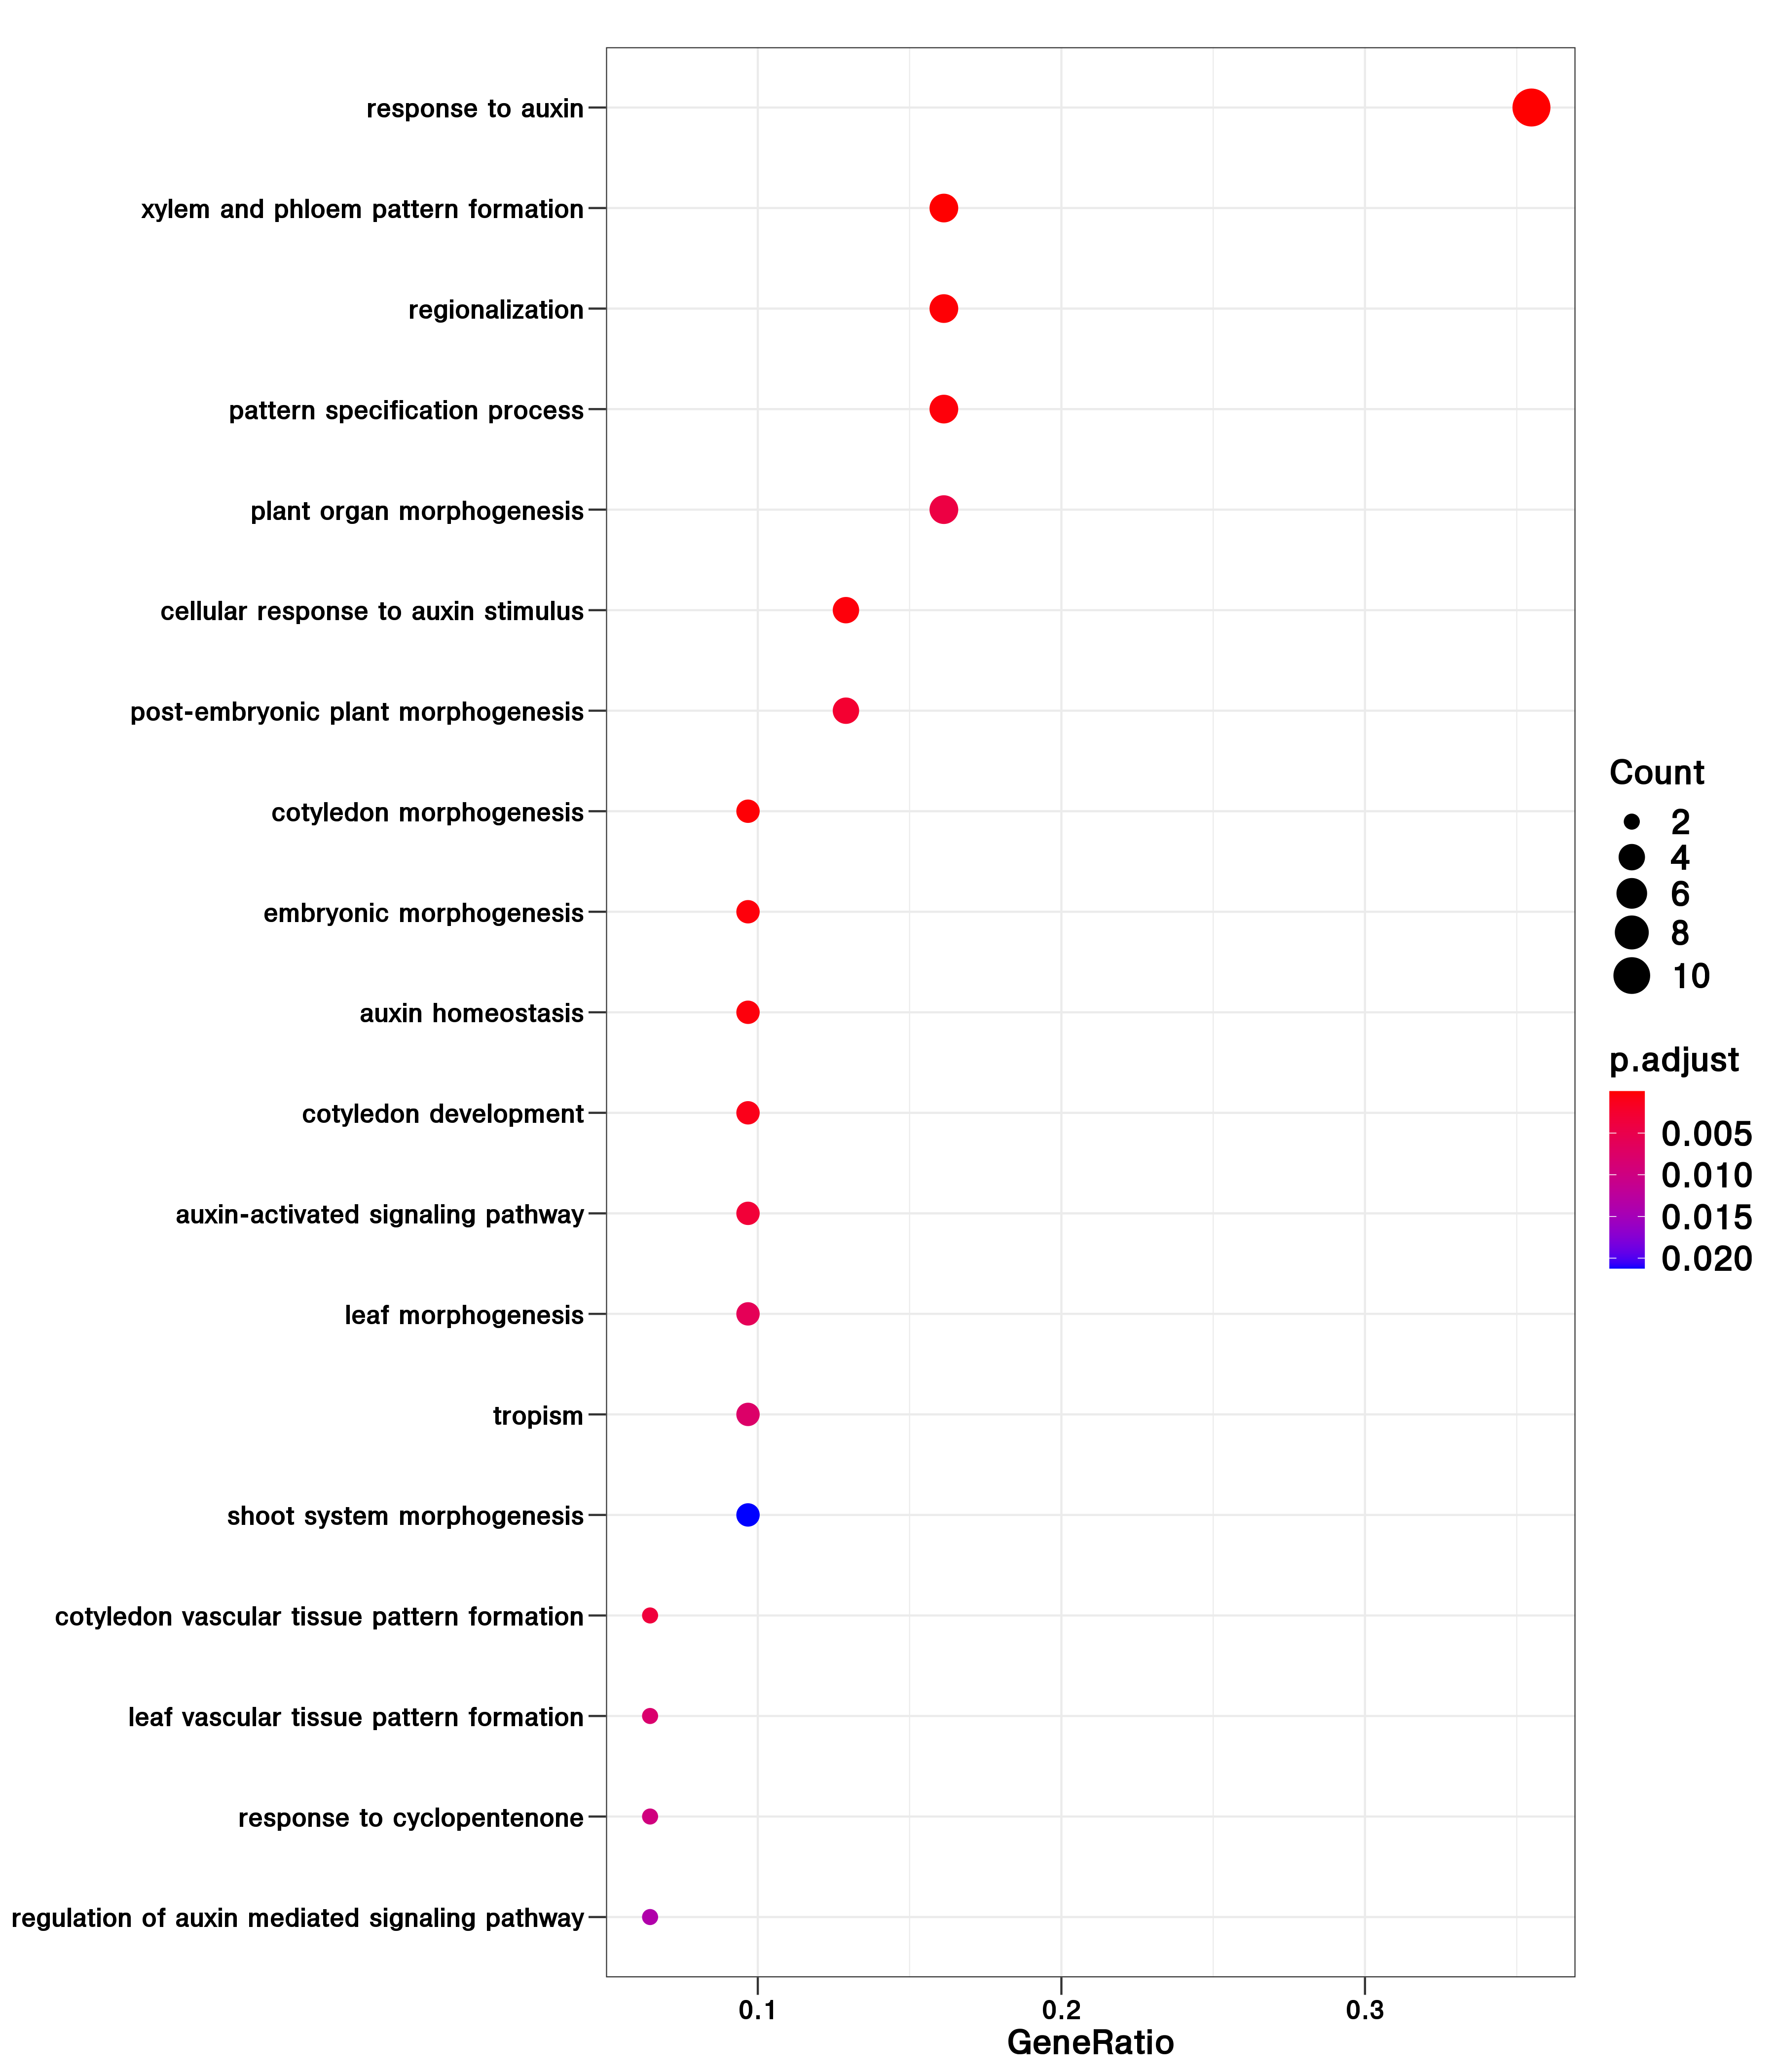 response to auxin
xylem and phloem pattern formation
regionalization
pattern specification process
plant organ morphogenesis
cellular response to auxin stimulus
post-embryonic plant morphogenesis
cotyledon morphogenesis
embryonic morphogenesis
auxin homeostasis
cotyledon development
auxin-activated signaling pathway
leaf morphogenesis
tropism
shoot system morphogenesis
cotyledon vascular tissue pattern formation
leaf vascular tissue pattern formation
response to cyclopentenone
regulation of auxin mediated signaling pathway
0.1 0.2 0.3
GeneRatio
Count
2
4
6
8
10
p.adjust
0.005
0.010
0.015
0.020